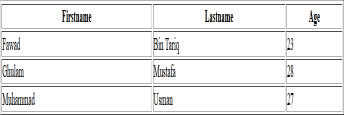 Firstname Lastname Age
Fawad Bin Tariq 23
Ghulam Mustafa 28
Muhammad Usman 27